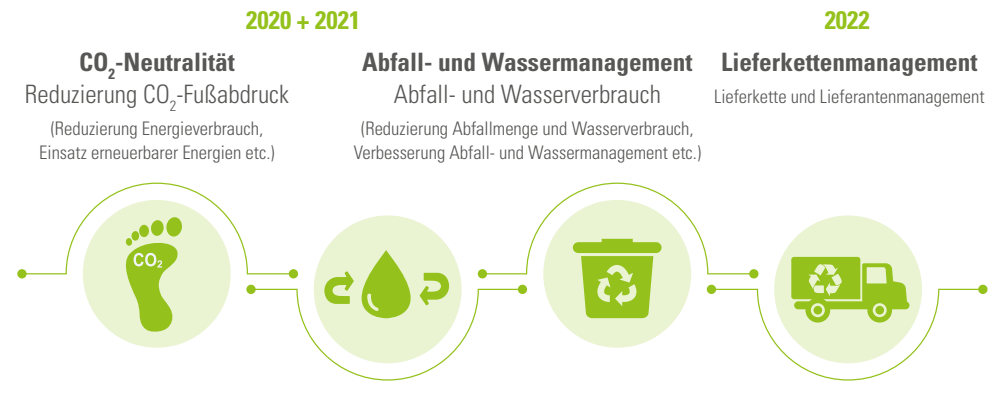 2020 + 2021
CO₂-Neutralität
Reduzierung CO₂-Fußabdruck
(Reduzierung Energieverbrauch,
Einsatz erneuerbarer Energien etc.)
Abfall- und Wassermanagement
Abfall- und Wasserverbrauch
(Reduzierung Abfallmenge und Wasserverbrauch,
Verbesserung Abfall- und Wassermanagement etc.)
2022
Lieferkettenmanagement
Lieferkette und Lieferantenmanagement
CO₂